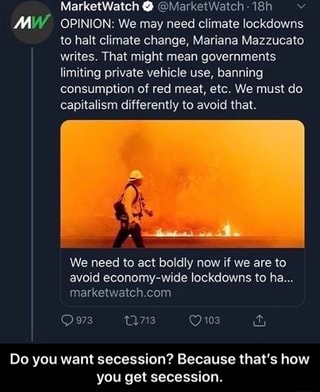 MarketWatch @MarketWatch · 18h
MW
OPINION: We may need climate lockdowns
to halt climate change, Mariana Mazzucato
writes. That might mean governments
limiting private vehicle use, banning
consumption of red meat, etc. We must do
capitalism differently to avoid that.
We need to act boldly now if we are to
avoid economy-wide lockdowns to ha...
marketwatch.com
973 713 103
Do you want secession? Because that's how
you get secession.